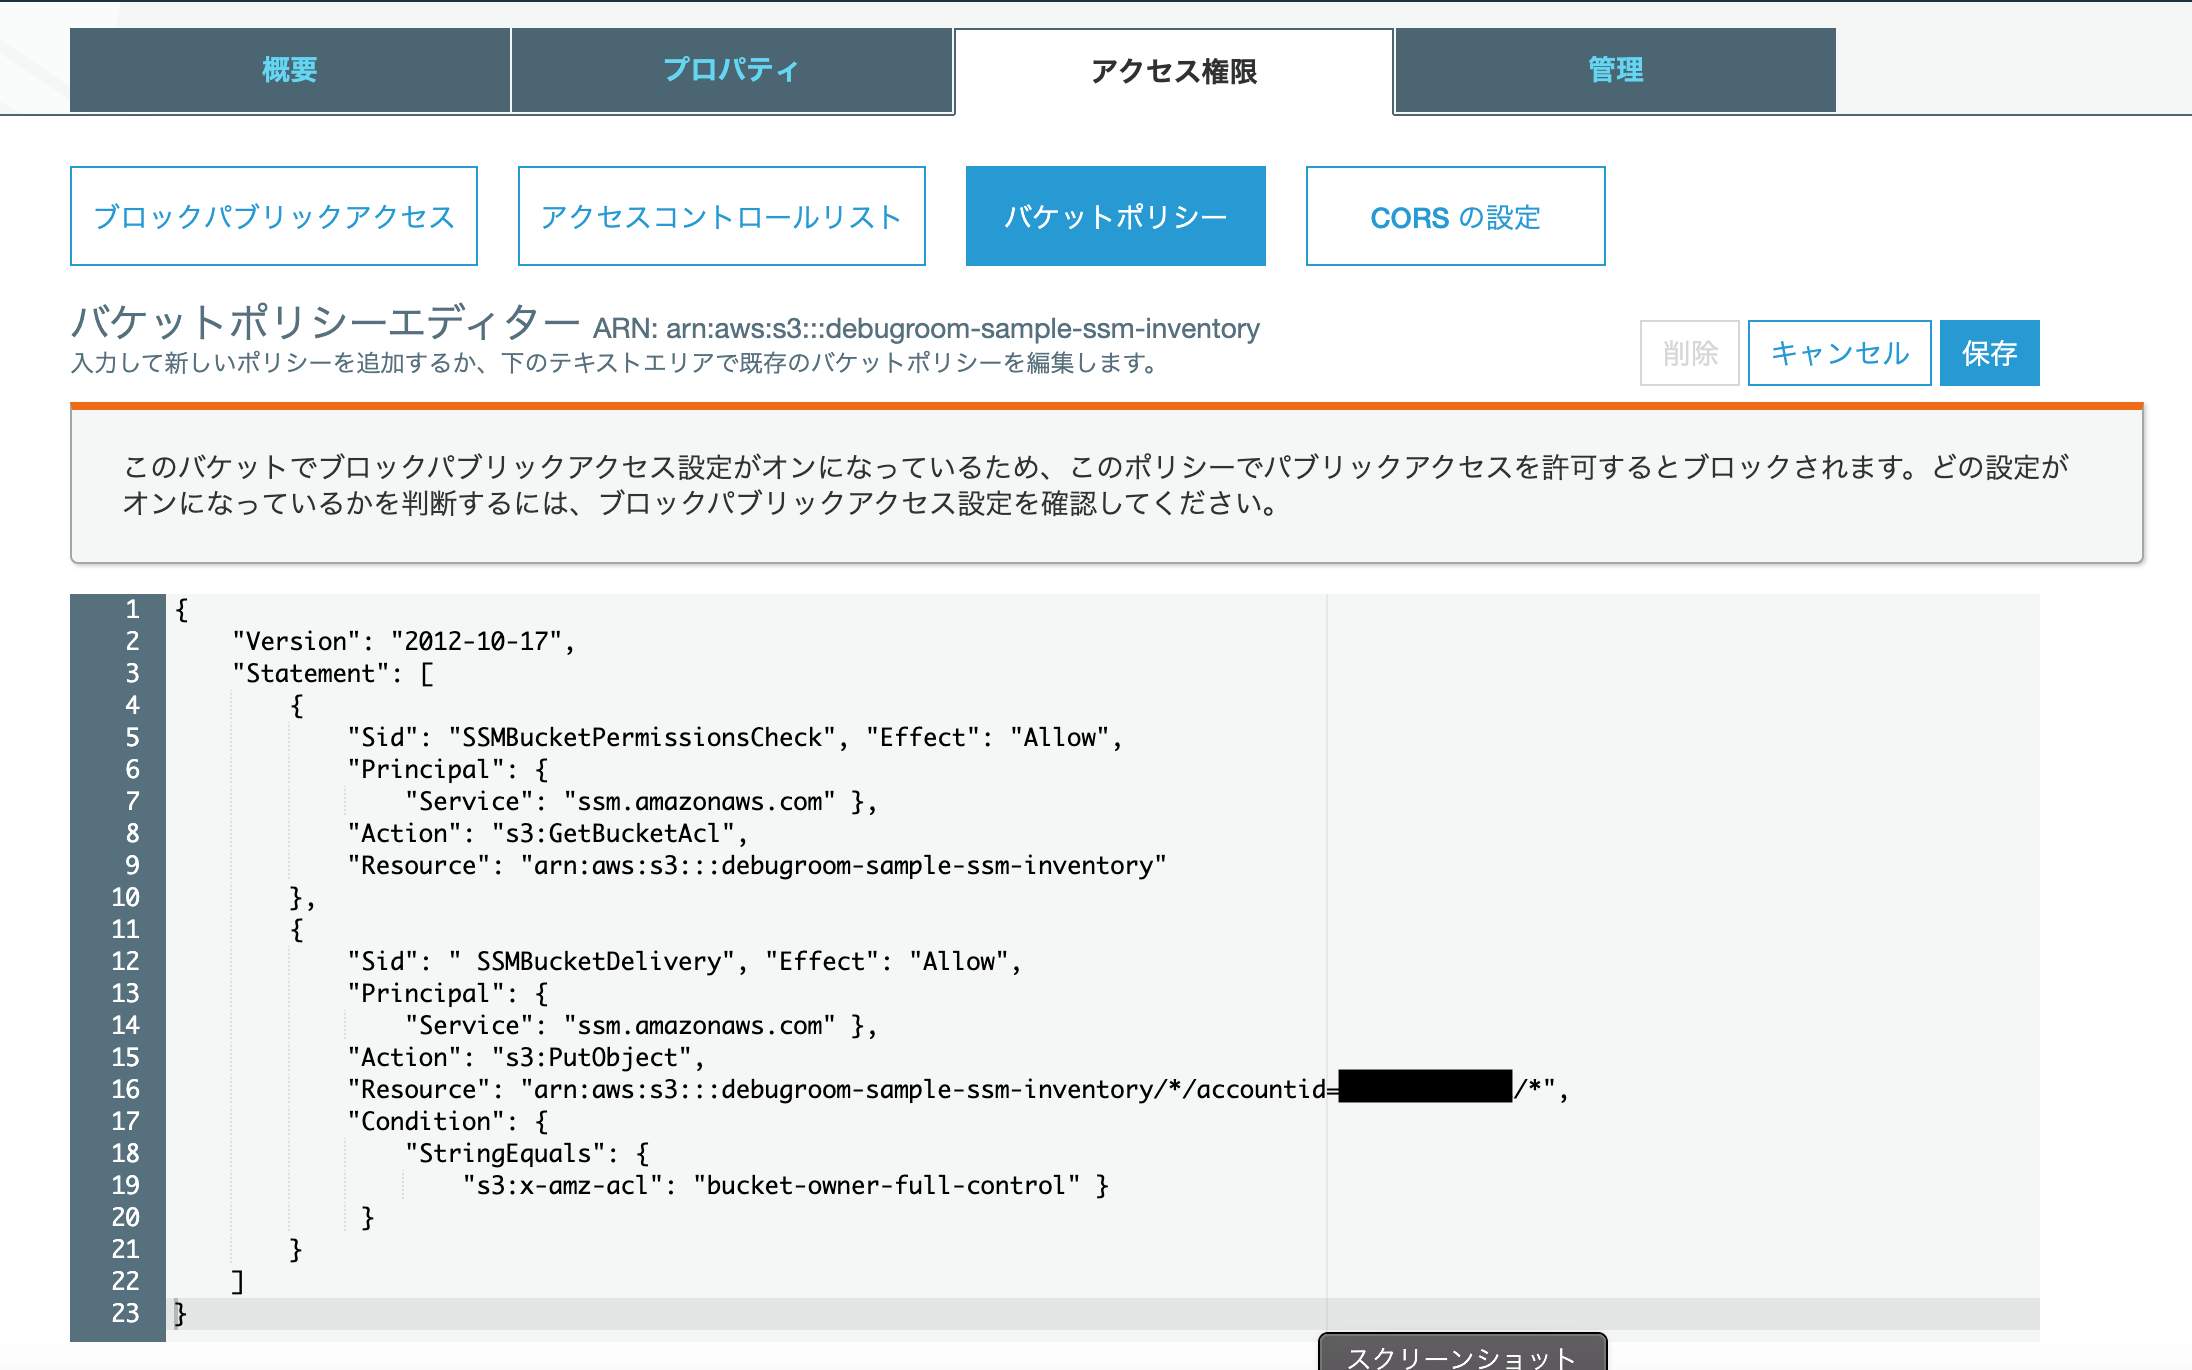 概要 プロパティ アクセス権限 管理
ブロックパブリックアクセス アクセスコントロールリスト バケットポリシー CORS の設定
バケットポリシーエディター ARN: arn:aws:s3:::debugroom-sample-ssm-inventory
入力して新しいポリシーを追加するか、下のテキストエリアで既存のバケットポリシーを編集します。
削除 キャンセル 保存
このバケットでブロックパブリックアクセス設定がオンになっているため、このポリシーでパブリックアクセスを許可するとブロックされます。どの設定が
オンになっているかを判断するには、ブロックパブリックアクセス設定を確認してください。
1 {
2 "Version": "2012-10-17",
3 "Statement": [
4 {
5 "Sid": "SSMBucketPermissionsCheck", "Effect": "Allow",
6 "Principal": {
7 "Service": "ssm.amazonaws.com" },
8 "Action": "s3:GetBucketAcl",
9 "Resource": "arn:aws:s3:::debugroom-sample-ssm-inventory"
10 },
11 {
12 "Sid": " SSMBucketDelivery", "Effect": "Allow",
13 "Principal": {
14 "Service": "ssm.amazonaws.com" },
15 "Action": "s3:PutObject",
16 "Resource": "arn:aws:s3:::debugroom-sample-ssm-inventory/*/accountid=/*",
17 "Condition": {
18 "StringEquals": {
19 "s3:x-amz-acl": "bucket-owner-full-control" }
20 }
21 }
22 ]
23 }
スクリーンショット